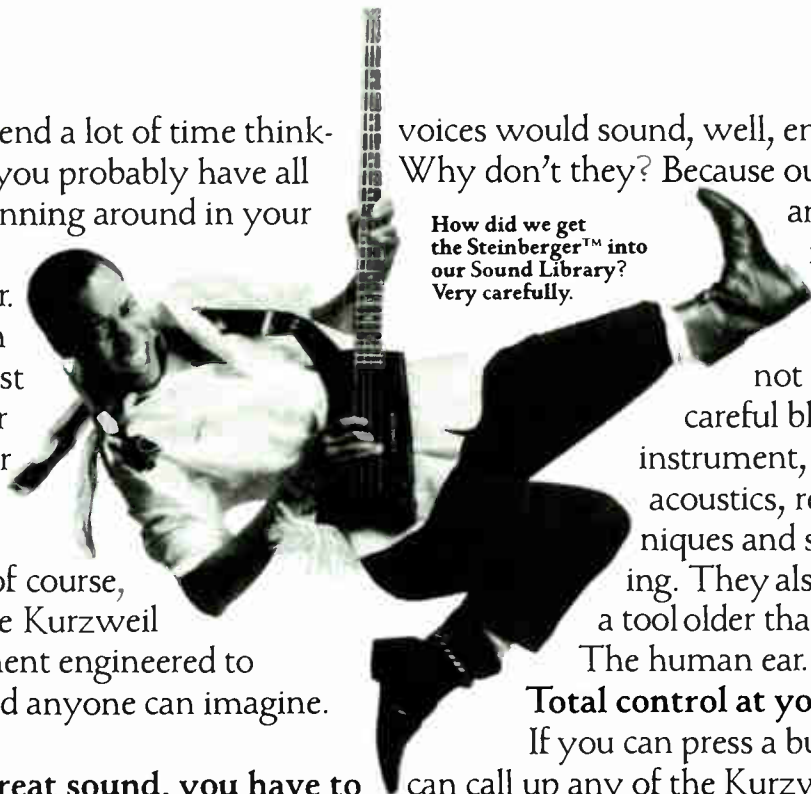 end a lot of time think-
you probably have all
nning around in your
r.
n
st
r
r
of course,
e Kurzweil
ent engineered to
d anyone can imagine.
reat sound, you have to
voices would sound, well, en
Why don't they? Because ou
How did we get
the Steinberger™ into
our Sound Library?
Very carefully.
an
not
careful bl
instrument,
acoustics, re
niques and s
ing. They als
a tool older tha
The human ear.
Total control at yo
If you can press a bu
can call up any of the Kurzw